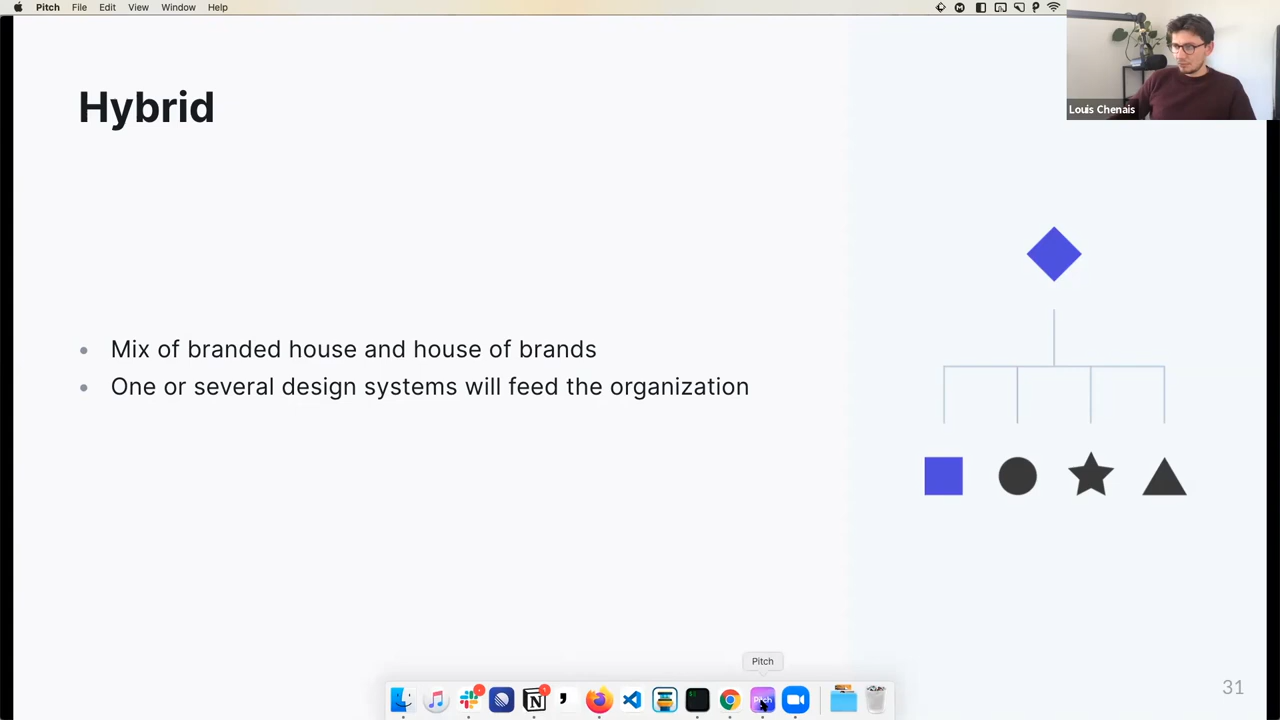 Pitch File Edit View Window Help
Louis Chenais
Hybrid
Mix of branded house and house of brands
One or several design systems will feed the organization
Pitch
Pitch
31